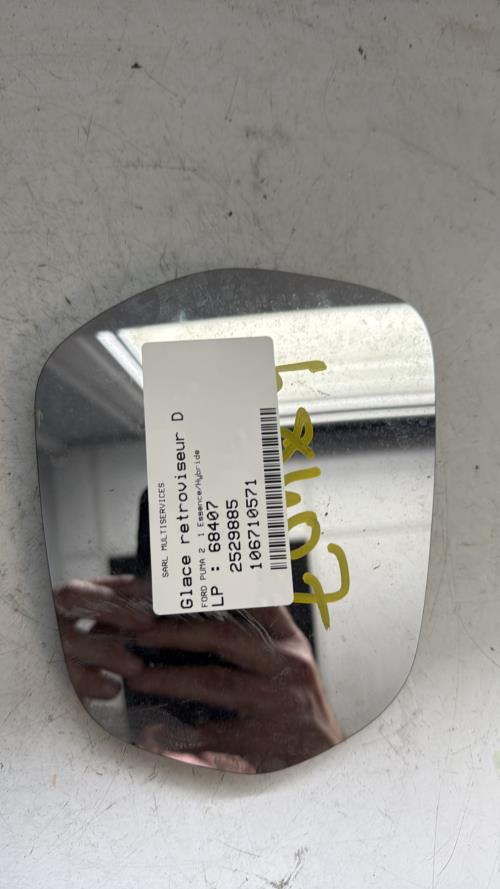 SARL MULTISERVICES
Glace retroviseur D
FORD PUMA 2 1 Essence/Hybride
LP : 68407
2529885
106710571